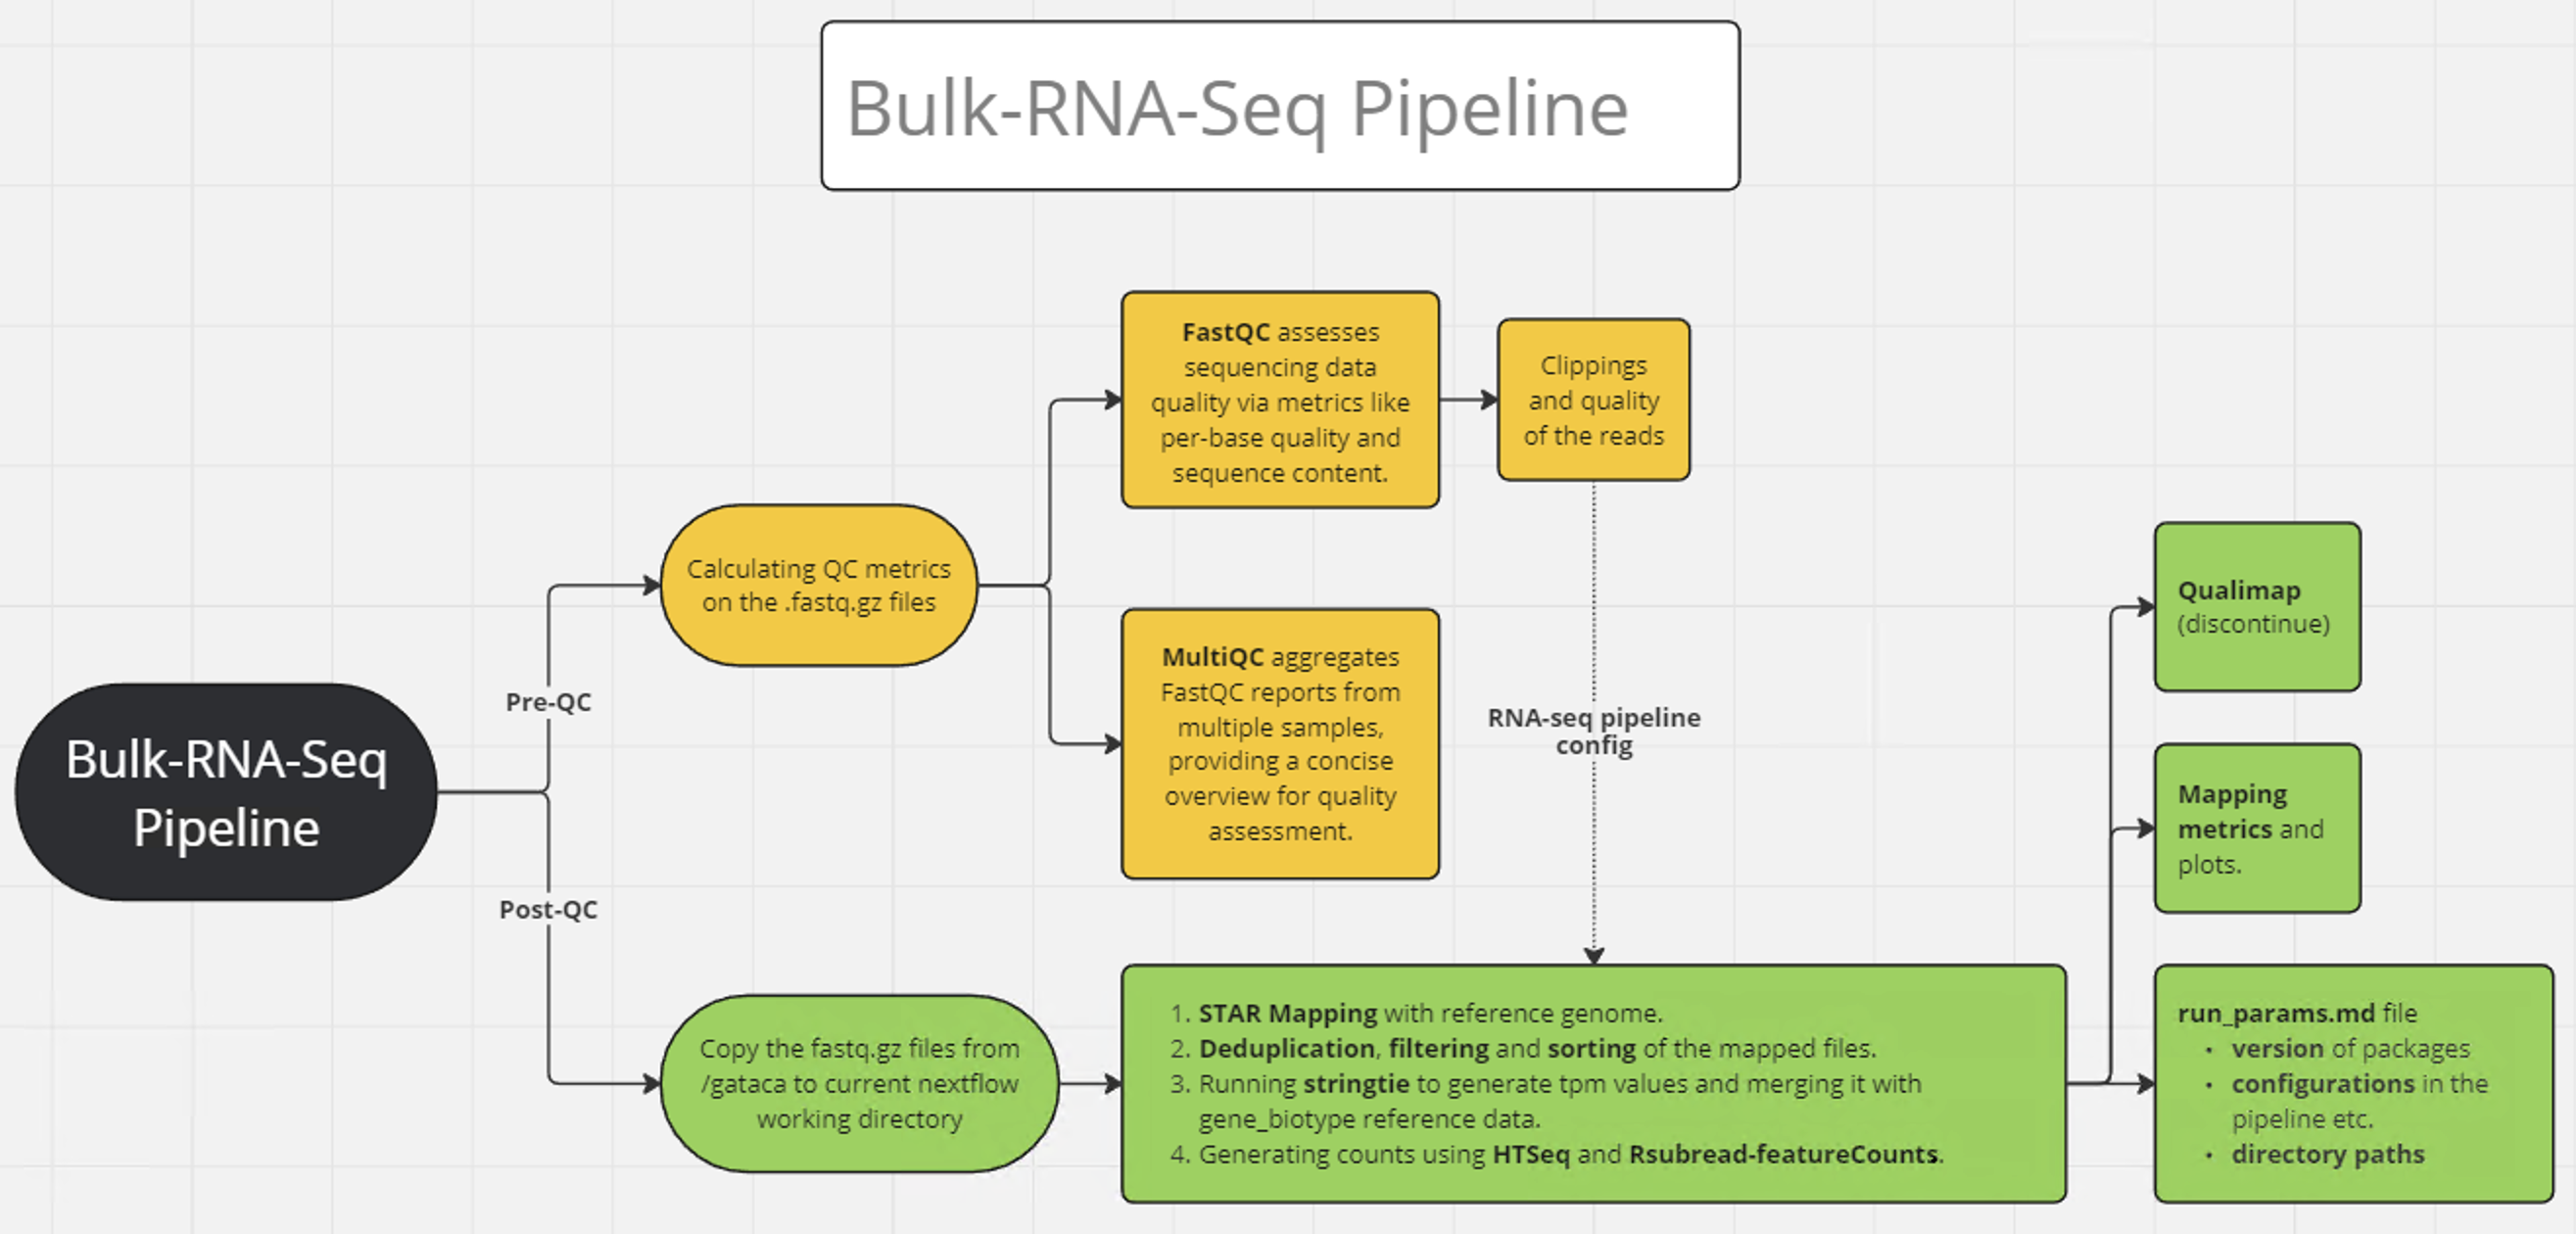 Bulk-RNA-Seq Pipeline
FastQC assesses
sequencing data
quality via metrics like
per-base quality and
sequence content.
Clippings
and quality
of the reads
Calculating QC metrics
on the .fastq.gz files
Qualimap
(discontinue)
MultiQC aggregates
FastQC reports from
multiple samples,
providing a concise
overview for quality
assessment.
Pre-QC
RNA-seq pipeline
config
Bulk-RNA-Seq
Pipeline
Mapping
metrics and
plots.
Post-QC
Copy the fastq.gz files from
/gataca to current nextflow
working directory
1. STAR Mapping with reference genome.
2. Deduplication, filtering and sorting of the mapped files.
3. Running stringtie to generate tpm values and merging it with
gene_biotype reference data.
4. Generating counts using HTSeq and Rsubread-featureCounts.
run_params.md file
• version of packages
• configurations in the
pipeline etc.
• directory paths